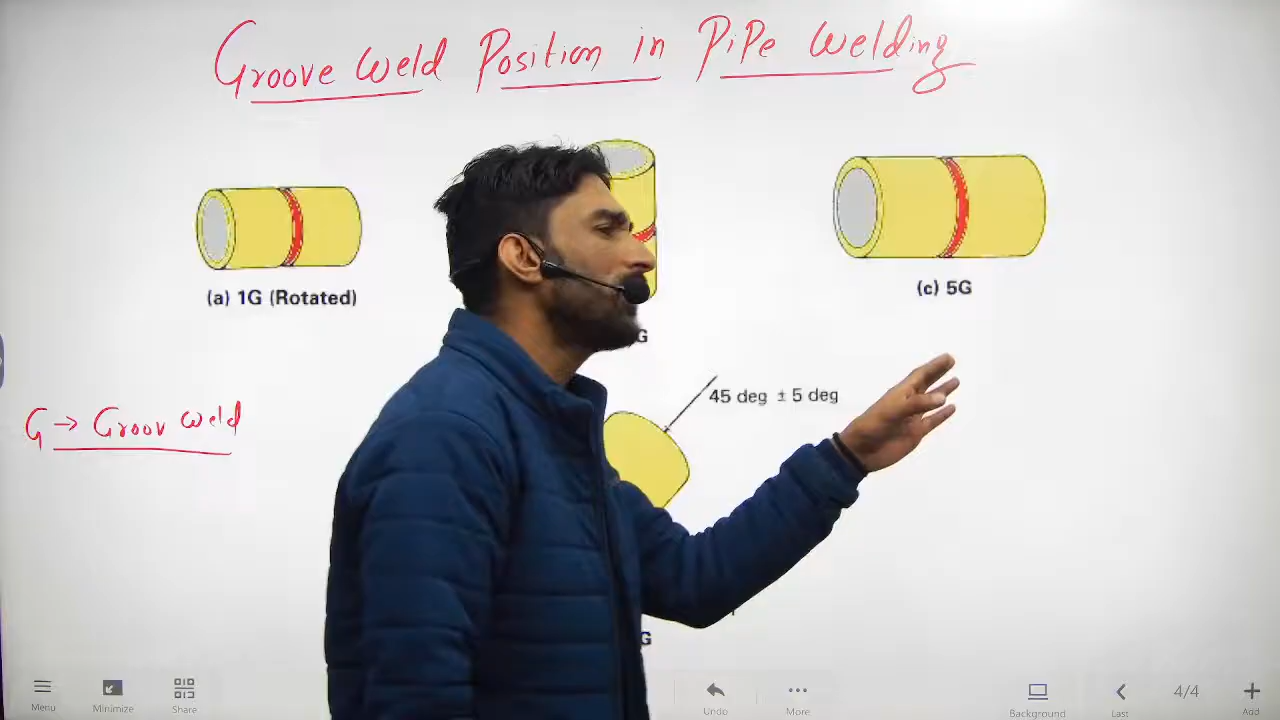 Groove Weld Position in PiPe Welding
(a) 1G (Rotated)
G
(c) 5G
45 deg ± 5 deg
G → Groov Weld
G
Menu
Minimize
Share
Undo
More
Background
Last
4/4
Add